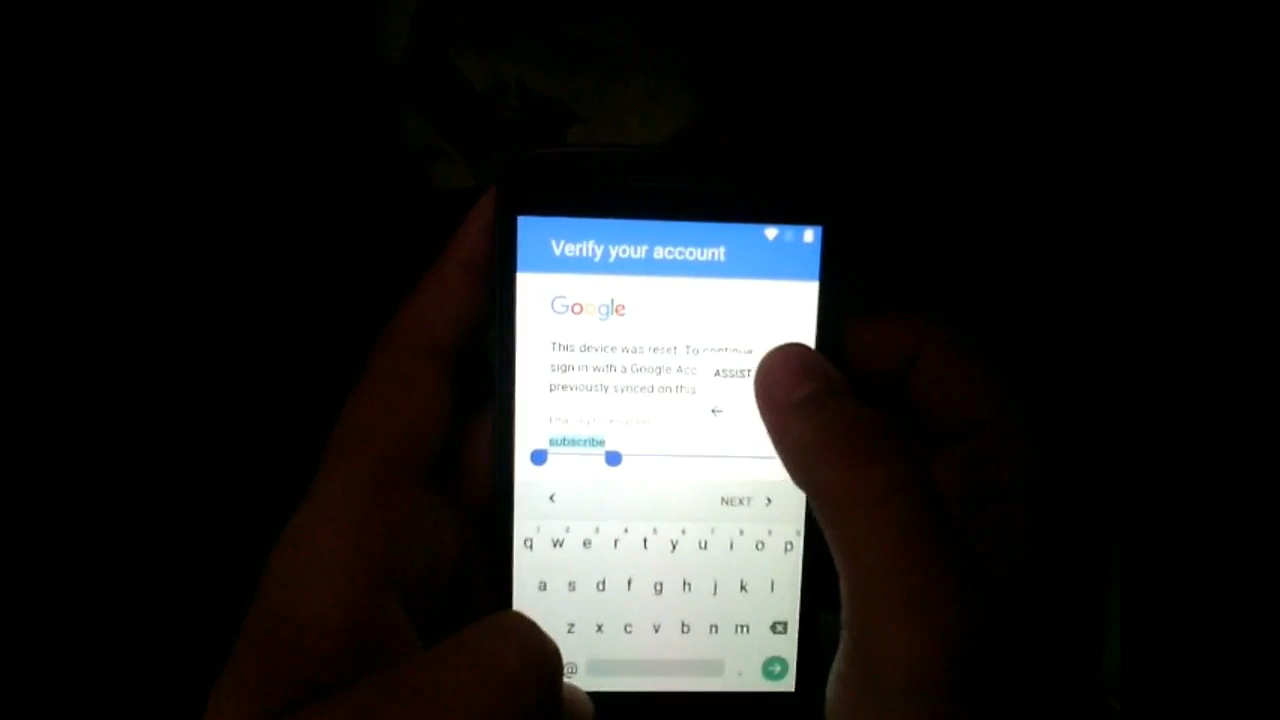 Verify your account
Google
This device was reset. To continue
sign in with a Google Acc
previously synced on this
ASSIST
subscribe
NEXT
q w e r t y u i o p
a s d f g h j k l
z x c v b n m
@ .